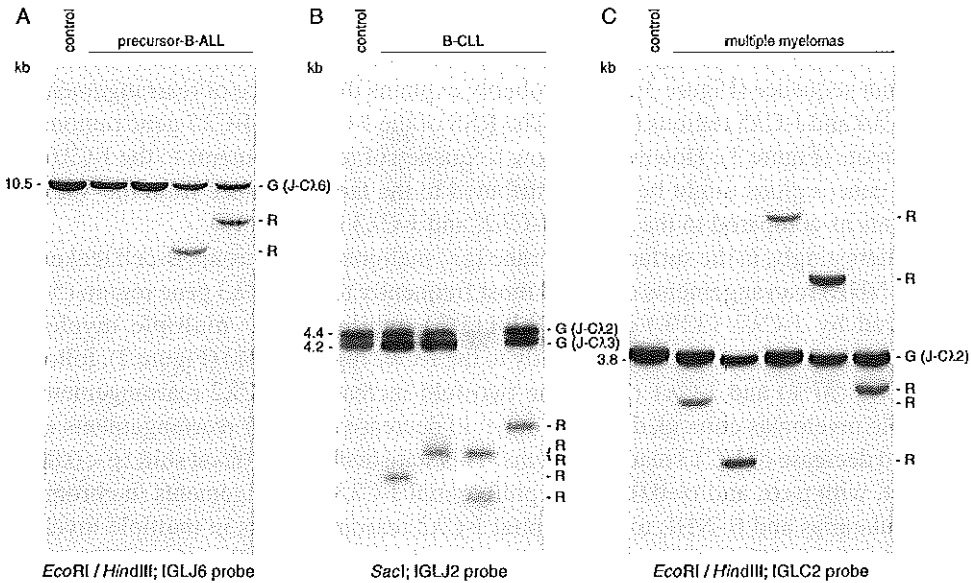 A
control
precursor-B-ALL
kb
10.5 -
- G (J-Cλ6)
- R
- R
EcoRI / HindIII; IGLJ6 probe
B
control
B-CLL
kb
4.4 -
4.2 -
- G (J-Cλ2)
- G (J-Cλ3)
- R
R
R
- R
SacI; IGLJ2 probe
C
control
multiple myelomas
kb
3.8 -
- R
- R
- G (J-Cλ2)
- R
- R
- R
EcoRI / HindIII; IGLC2 probe